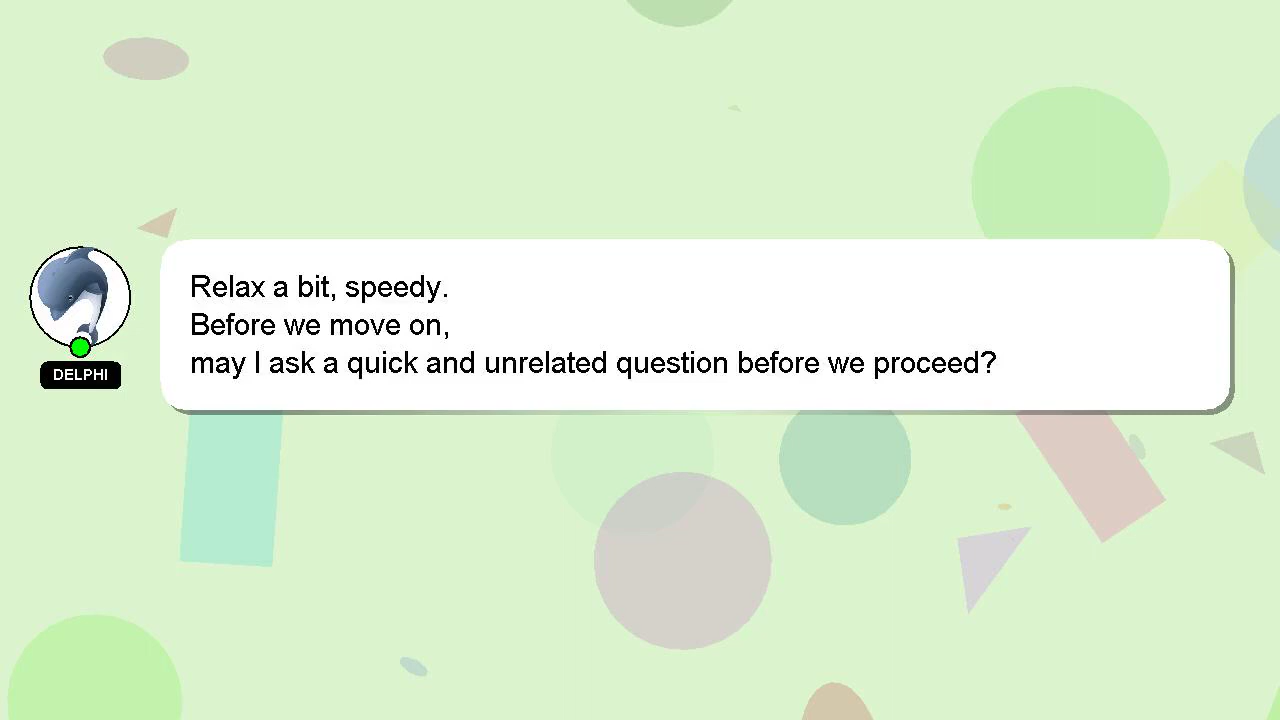 Relax a bit, speedy.
Before we move on,
may I ask a quick and unrelated question before we proceed?
DELPHI